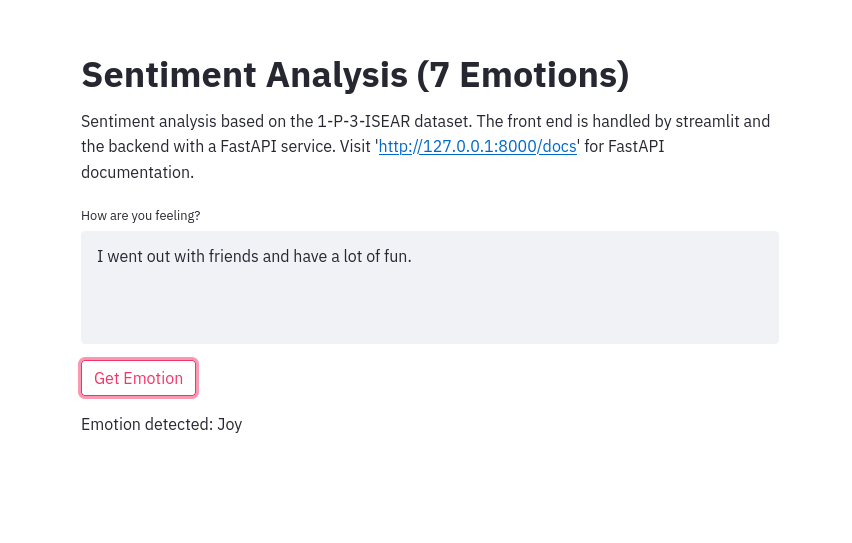 Sentiment Analysis (7 Emotions)
Sentiment analysis based on the 1-P-3-ISEAR dataset. The front end is handled by streamlit and
the backend with a FastAPI service. Visit 'http://127.0.0.1:8000/docs' for FastAPI
documentation.
How are you feeling?
I went out with friends and have a lot of fun.
Get Emotion
Emotion detected: Joy